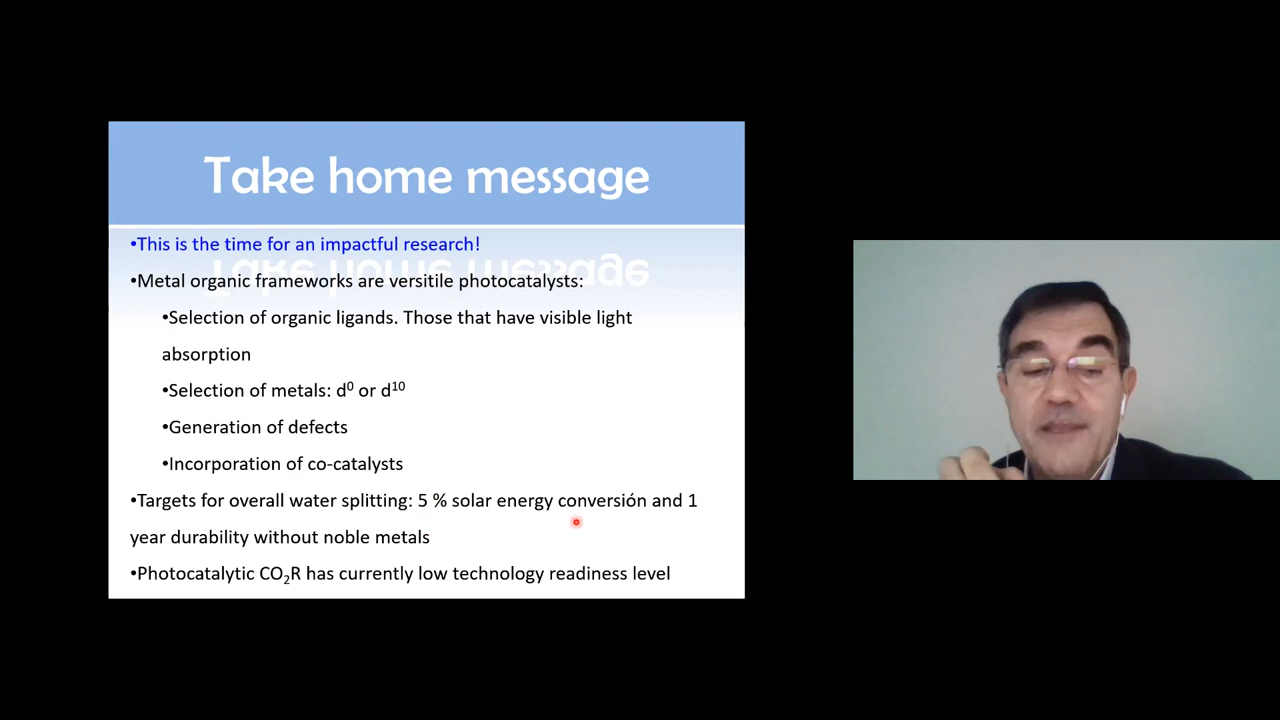 Take home message
•This is the time for an impactful research!
•Metal organic frameworks are versitile photocatalysts:
•Selection of organic ligands. Those that have visible light
absorption
•Selection of metals: d⁰ or d¹⁰
•Generation of defects
•Incorporation of co-catalysts
•Targets for overall water splitting: 5 % solar energy conversión and 1
year durability without noble metals
•Photocatalytic CO₂R has currently low technology readiness level